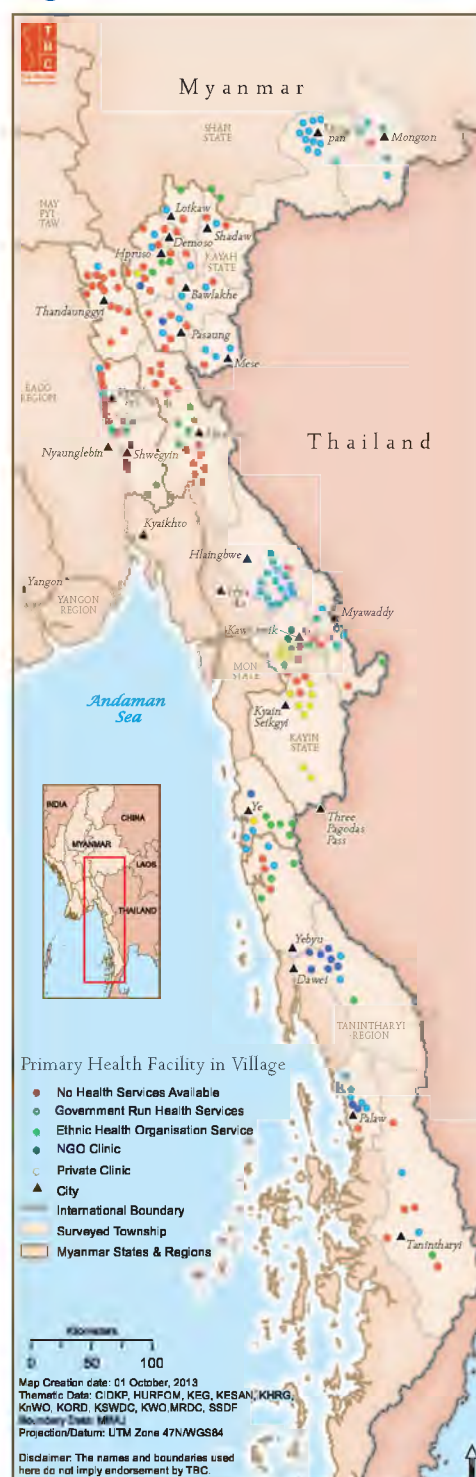 T
B
C
Myanmar
SHAN
STATE
pan
Mongton
NAY
PYI
TAW
Loikaw
Demoso
Shadaw
Hpruso
KAYAH
STATE
Bawlakhe
Thandaunggyi
Pasaung
Mese
BAGO
REGION
Thailand
Nyaunglebin
Shwegyin
Kyaikhto
Hlaingbwe
Yangon
YANGON
REGION
Myawaddy
Kaw
eik
MON
STATE
Andaman
Sea
Kyain
Seikgyi
KAYIN
STATE
Ye
Three
Pagodas
Pass
INDIA
CHINA
MYANMAR
LAOS
THAILAND
Yebyu
Dawei
TANINTHARYI
REGION
Primary Health Facility in Village
No Health Services Available
Government Run Health Services
Ethnic Health Organisation Service
NGO Clinic
Private Clinic
City
International Boundary
Surveyed Township
Myanmar States & Regions
Palaw
Tanintharyi
Kilometers
0 50 100
Map Creation date: 01 October, 2013
Thematic Data: CIDKP, HURFOM, KEG, KESAN, KHRG,
KnWO, KORD, KSWDC, KWO,MRDC, SSDF
Boundary Data: MIMU
Projection/Datum: UTM Zone 47N/WGS84
Disclaimer: The names and boundaries used
here do not imply endorsement by TBC.